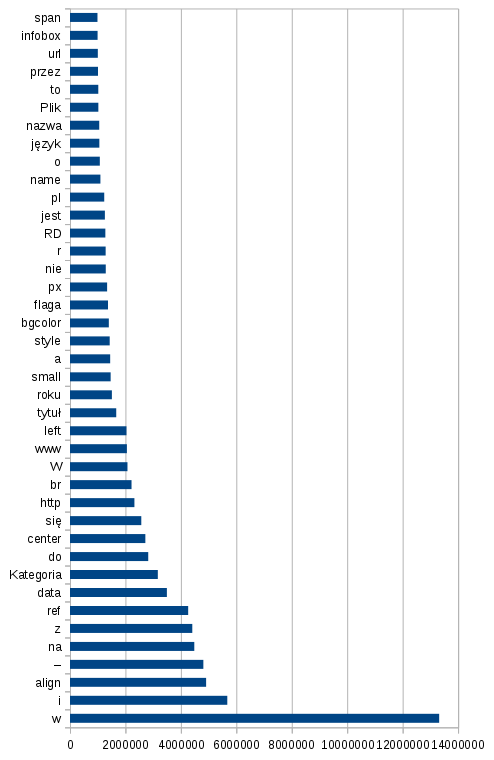 span
infobox
url
przez
to
Plik
nazwa
język
o
name
pl
jest
RD
r
nie
px
flaga
bgcolor
style
a
small
roku
tytuł
left
www
W
br
http
się
center
do
Kategoria
data
ref
z
na
–
align
i
w
0 2000000 4000000 6000000 8000000 10000000 12000000 14000000